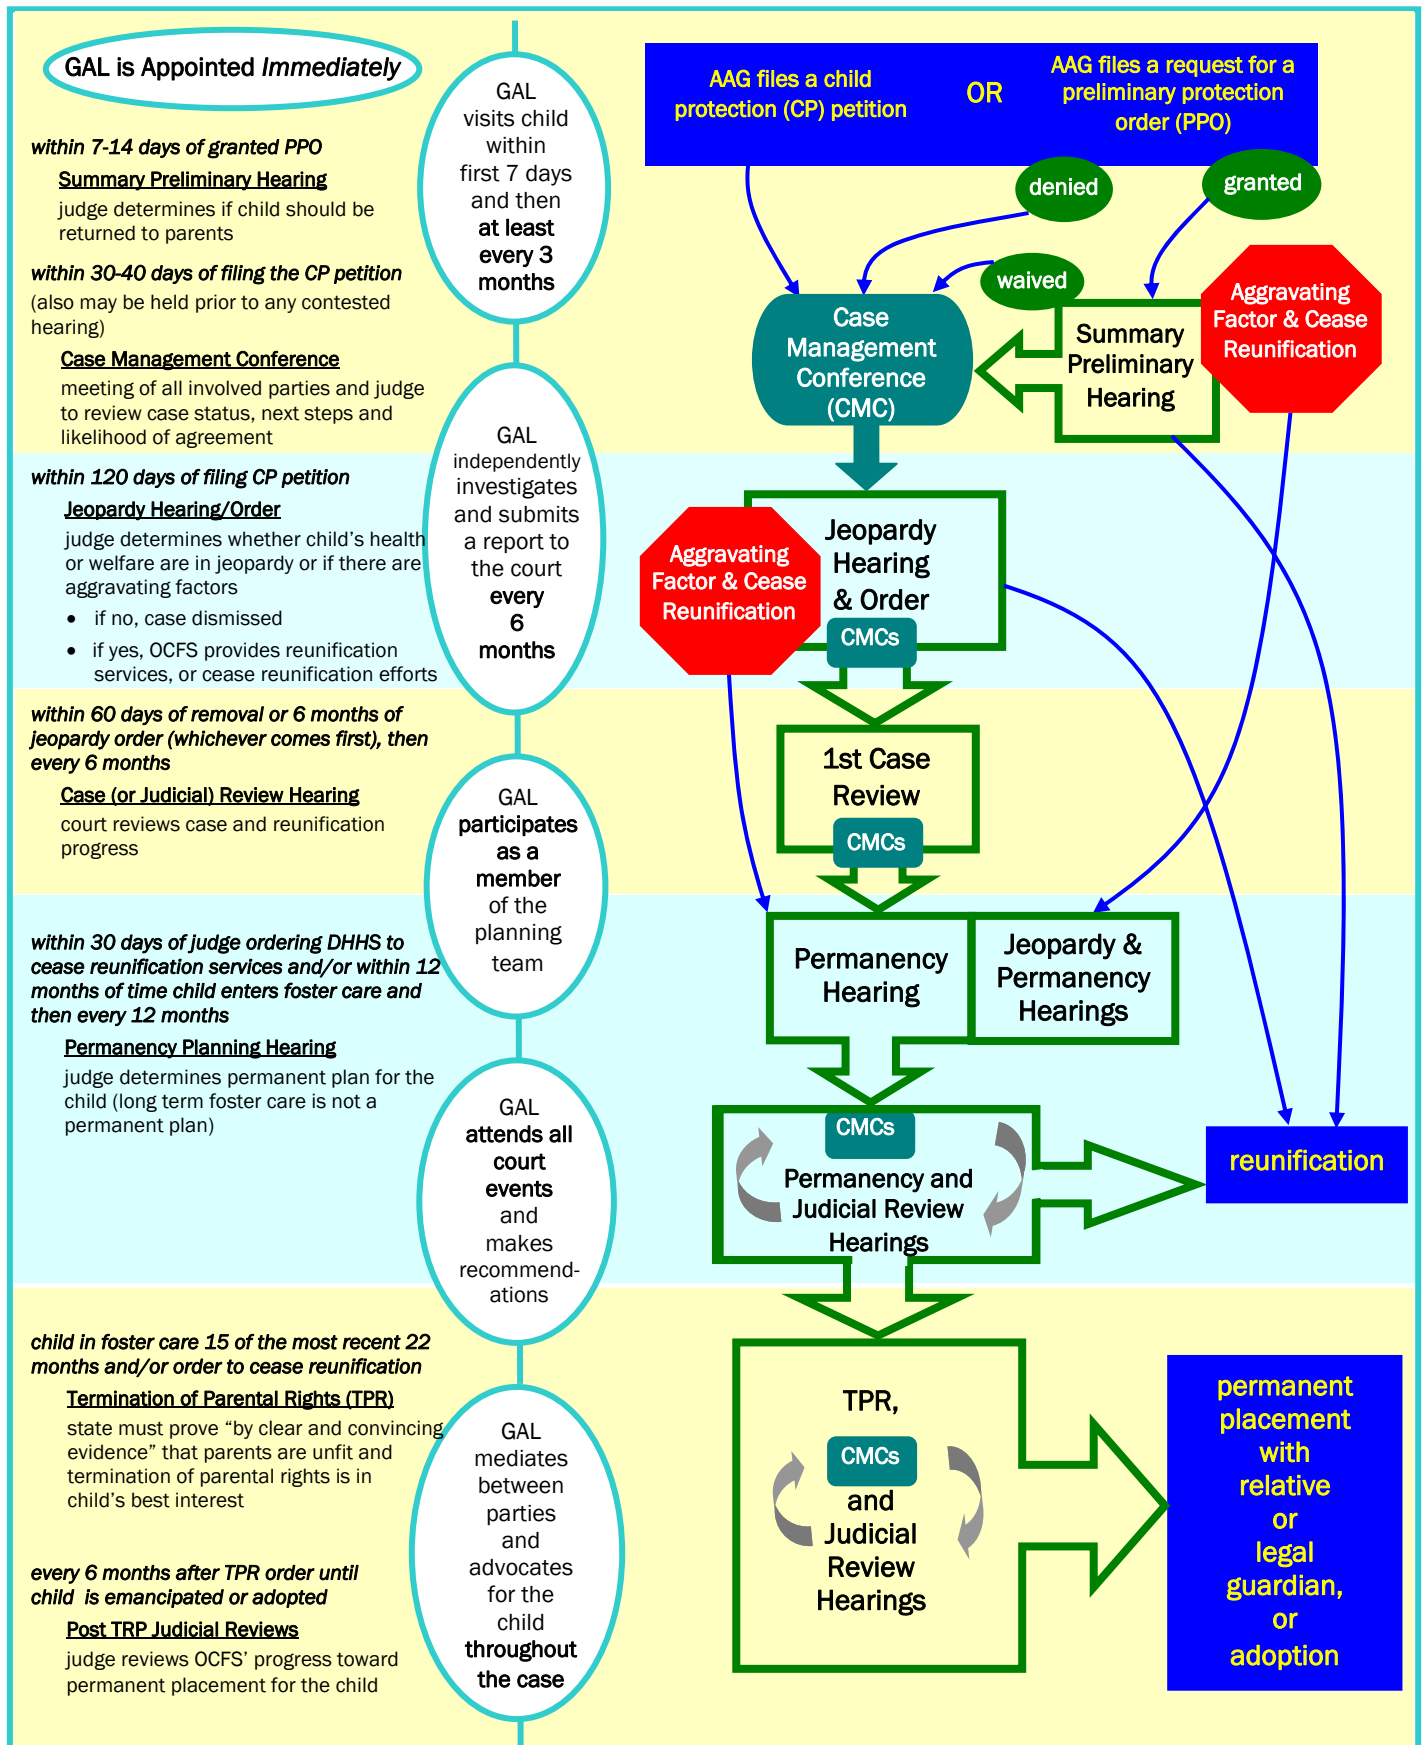 GAL is Appointed Immediately
within 7-14 days of granted PPO
Summary Preliminary Hearing
judge determines if child should be
returned to parents
within 30-40 days of filing the CP petition
(also may be held prior to any contested
hearing)
Case Management Conference
meeting of all involved parties and judge
to review case status, next steps and
likelihood of agreement
within 120 days of filing CP petition
Jeopardy Hearing/Order
judge determines whether child's health
or welfare are in jeopardy or if there are
aggravating factors
• if no, case dismissed
• if yes, OCFS provides reunification
services, or cease reunification efforts
within 60 days of removal or 6 months of
jeopardy order (whichever comes first), then
every 6 months
Case (or Judicial) Review Hearing
court reviews case and reunification
progress
within 30 days of judge ordering DHHS to
cease reunification services and/or within 12
months of time child enters foster care and
then every 12 months
Permanency Planning Hearing
judge determines permanent plan for the
child (long term foster care is not a
permanent plan)
child in foster care 15 of the most recent 22
months and/or order to cease reunification
Termination of Parental Rights (TPR)
state must prove “by clear and convincing
evidence” that parents are unfit and
termination of parental rights is in
child's best interest
every 6 months after TPR order until
child is emancipated or adopted
Post TRP Judicial Reviews
judge reviews OCFS' progress toward
permanent placement for the child
GAL
visits child
within
first 7 days
and then
at least
every 3
months
GAL
independently
investigates
and submits
a report to
the court
every
6
months
GAL
participates
as a
member
of the
planning
team
GAL
attends all
court
events
and
makes
recommend-
ations
GAL
mediates
between
parties
and
advocates
for the
child
throughout
the case
AAG files a child
protection (CP) petition
OR
AAG files a request for a
preliminary protection
order (PPO)
denied
granted
waived
Case
Management
Conference
(CMC)
Summary
Preliminary
Hearing
Aggravating
Factor & Cease
Reunification
Aggravating
Factor & Cease
Reunification
Jeopardy
Hearing
& Order
CMCs
1st Case
Review
CMCs
Permanency
Hearing
Jeopardy &
Permanency
Hearings
CMCs
Permanency and
Judicial Review
Hearings
reunification
TPR,
CMCs
and
Judicial
Review
Hearings
permanent
placement
with
relative
or
legal
guardian,
or
adoption